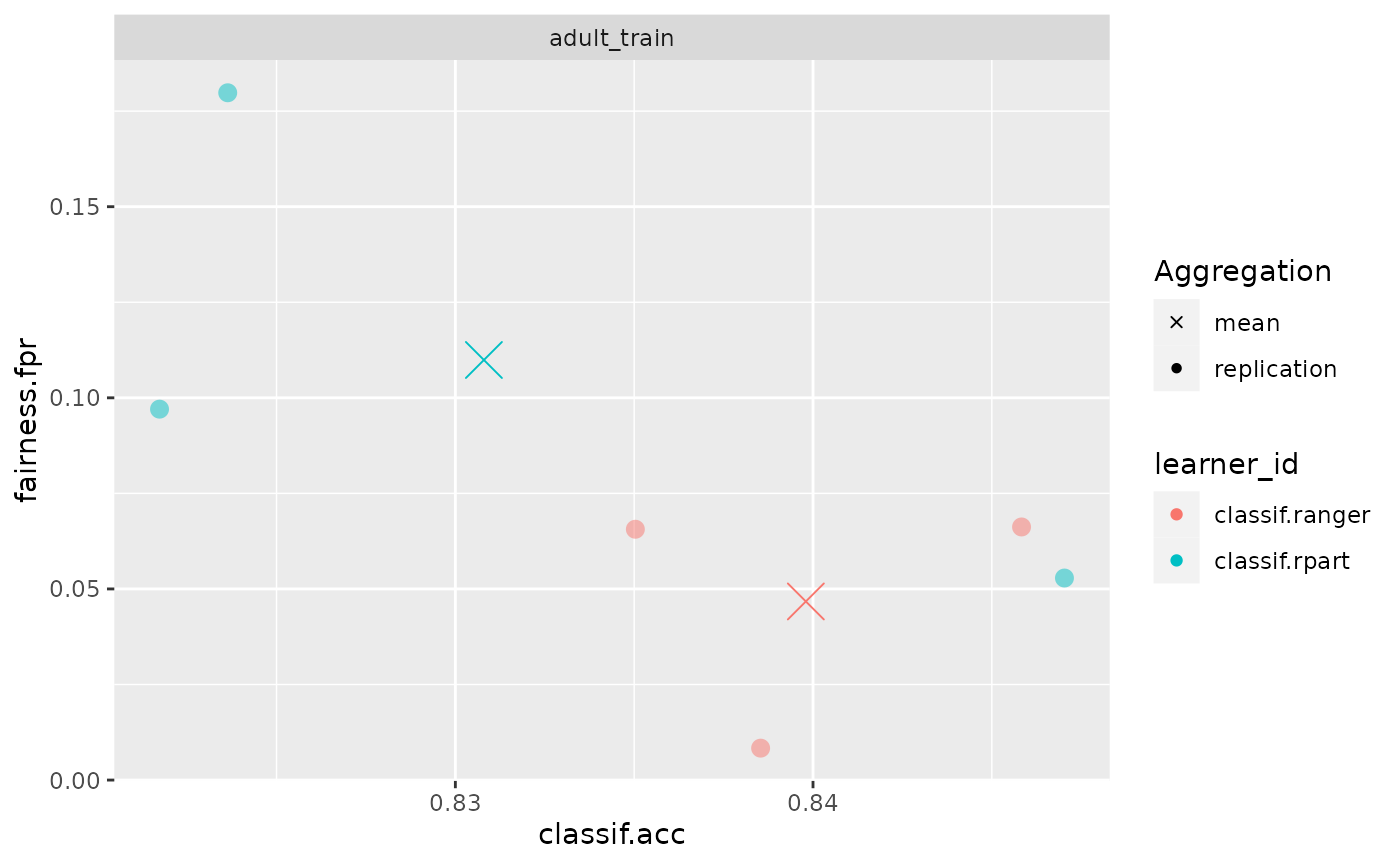 adult_train
0.15
0.10
0.05
0.00
fairness.fpr
0.83
0.84
classif.acc
Aggregation
mean
replication
learner_id
classif.ranger
classif.rpart